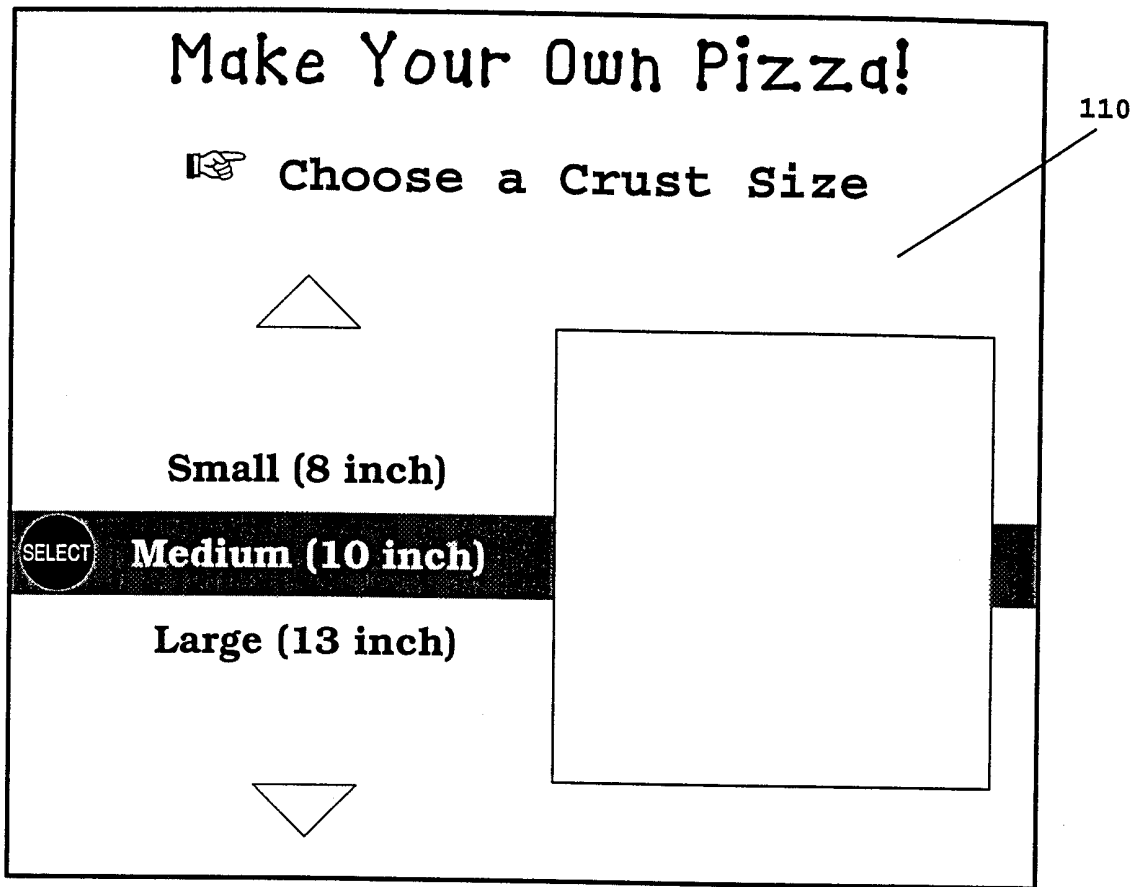 Make Your Own Pizza!
110
☞ Choose a Crust Size
Small (8 inch)
SELECT Medium (10 inch)
Large (13 inch)